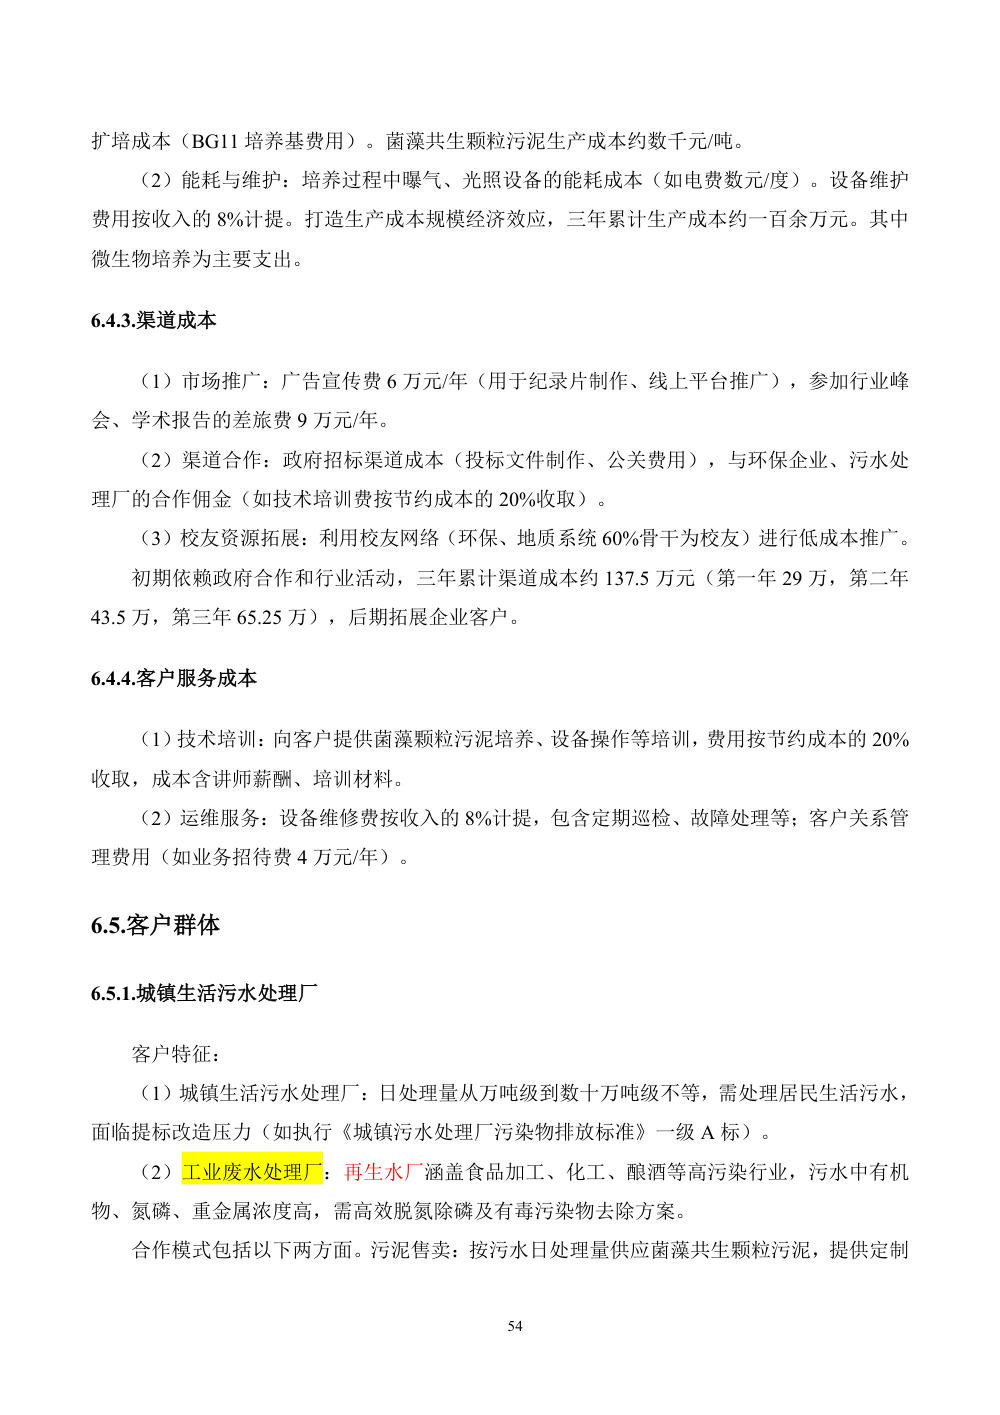 扩培成本（BG11 培养基费用）。菌藻共生颗粒污泥生产成本约数千元/吨。
（2）能耗与维护：培养过程中曝气、光照设备的能耗成本（如电费数元/度）。设备维护
费用按收入的 8%计提。打造生产成本规模经济效应，三年累计生产成本约一百余万元。其中
微生物培养为主要支出。
6.4.3.渠道成本
（1）市场推广：广告宣传费 6 万元/年（用于纪录片制作、线上平台推广），参加行业峰
会、学术报告的差旅费 9 万元/年。
（2）渠道合作：政府招标渠道成本（投标文件制作、公关费用），与环保企业、污水处
理厂的合作佣金（如技术培训费按节约成本的 20%收取）。
（3）校友资源拓展：利用校友网络（环保、地质系统 60%骨干为校友）进行低成本推广。
初期依赖政府合作和行业活动，三年累计渠道成本约 137.5 万元（第一年 29 万，第二年
43.5 万，第三年 65.25 万），后期拓展企业客户。
6.4.4.客户服务成本
（1）技术培训：向客户提供菌藻颗粒污泥培养、设备操作等培训，费用按节约成本的 20%
收取，成本含讲师薪酬、培训材料。
（2）运维服务：设备维修费按收入的 8%计提，包含定期巡检、故障处理等；客户关系管
理费用（如业务招待费 4 万元/年）。
6.5.客户群体
6.5.1.城镇生活污水处理厂
客户特征：
（1）城镇生活污水处理厂：日处理量从万吨级到数十万吨级不等，需处理居民生活污水，
面临提标改造压力（如执行《城镇污水处理厂污染物排放标准》一级 A 标）。
（2）工业废水处理厂：再生水厂涵盖食品加工、化工、酿酒等高污染行业，污水中有机
物、氮磷、重金属浓度高，需高效脱氮除磷及有毒污染物去除方案。
合作模式包括以下两方面。污泥售卖：按污水日处理量供应菌藻共生颗粒污泥，提供定制
54